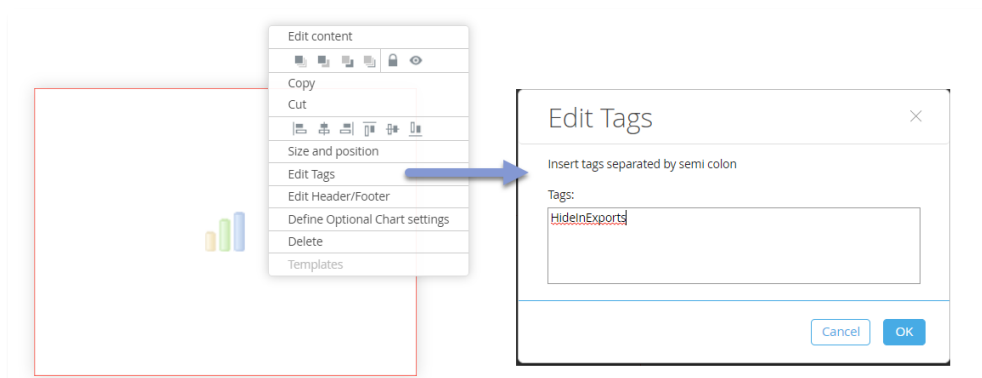 Edit content
Copy
Cut
Size and position
Edit Tags
Edit Header/Footer
Define Optional Chart settings
Delete
Templates
Edit Tags
Insert tags separated by semi colon
Tags:
HideInExports
Cancel
OK